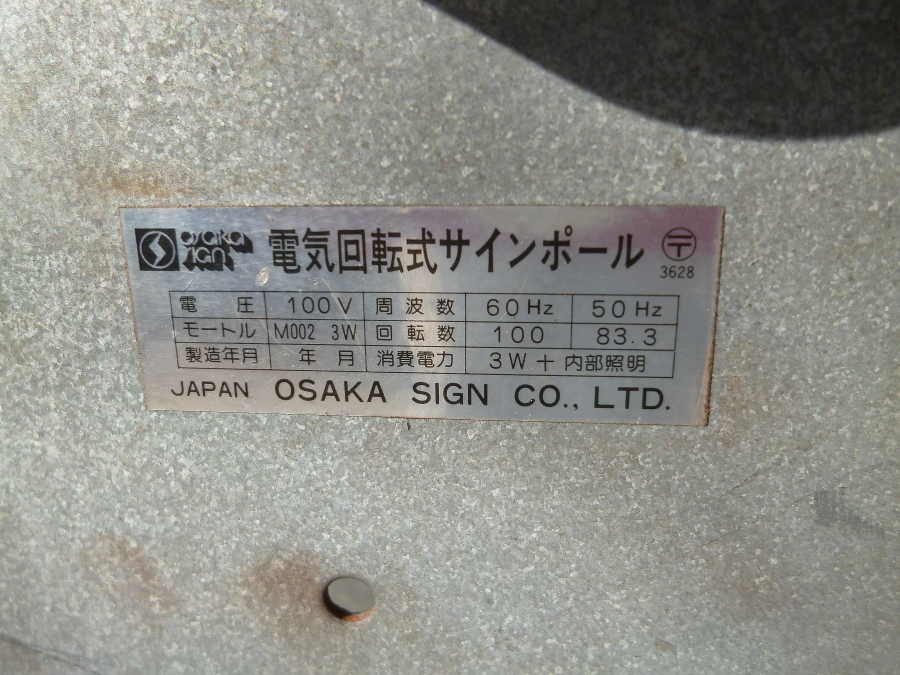 osaka sign 電気回転式サインポール 〒
3628
電圧 100V 周波数 60Hz 50Hz
モートル M002 3W 回転数 100 83.3
製造年月 年 月 消費電力 3W + 内部照明
JAPAN OSAKA SIGN CO., LTD.